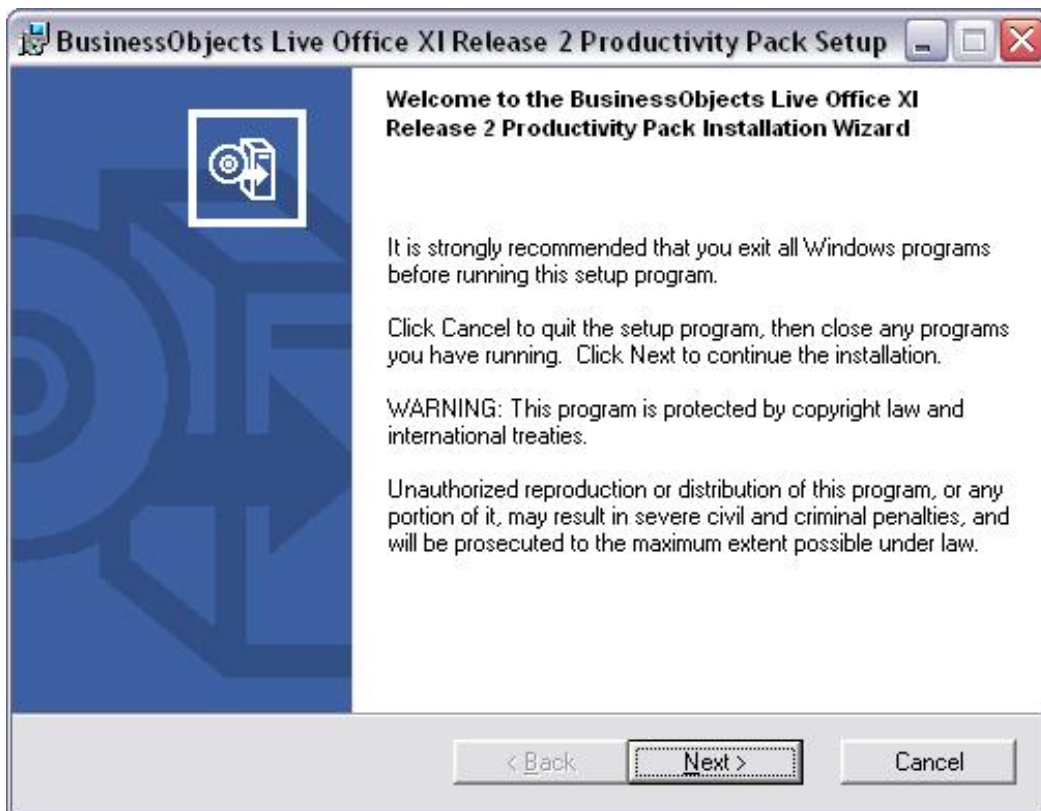 BusinessObjects Live Office XI Release 2 Productivity Pack Setup
Welcome to the BusinessObjects Live Office XI
Release 2 Productivity Pack Installation Wizard
It is strongly recommended that you exit all Windows programs
before running this setup program.
Click Cancel to quit the setup program, then close any programs
you have running.  Click Next to continue the installation.
WARNING: This program is protected by copyright law and
international treaties.
Unauthorized reproduction or distribution of this program, or any
portion of it, may result in severe civil and criminal penalties, and
will be prosecuted to the maximum extent possible under law.
< Back Next > Cancel